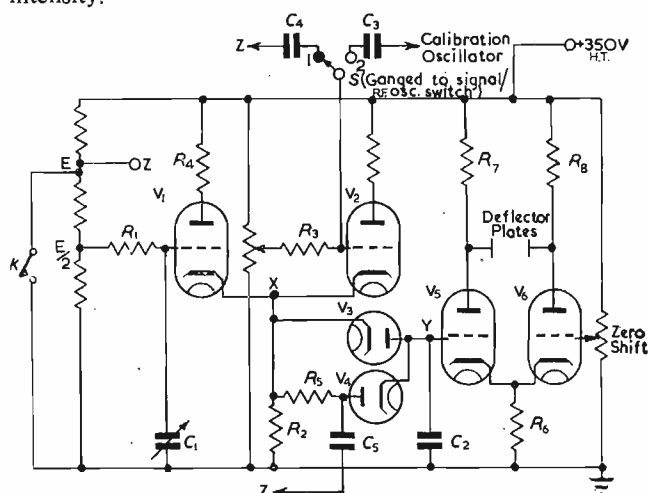 intensity.
C4 C3
Z Calibration Oscillator
+350V
H.T.
1 2
S (Ganged to signal/
RF osc. switch)
E Z
R4 R7 R8
V1 V2
Deflector
Plates
R1 R3
E/2
K
X
V3 V5 V6
Y
Zero
Shift
R5 V4
C1 R2 C5 C2 R6
Z